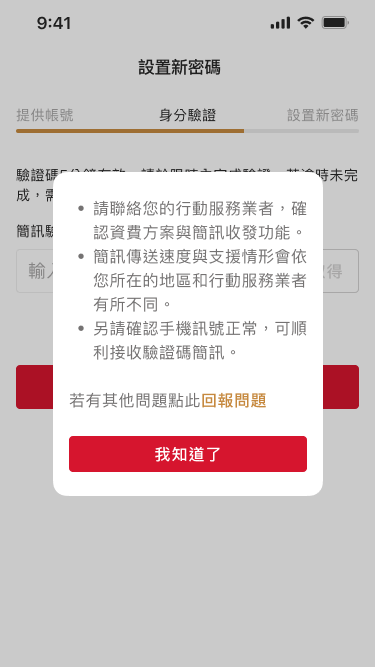 9:41
設置新密碼
提供帳號
身分驗證
設置新密碼
驗證碼5分鐘有效，請於限時內完成驗證，若逾時未完
成，需
簡訊驗
輸入
取得
• 請聯絡您的行動服務業者，確
認資費方案與簡訊收發功能。
• 簡訊傳送速度與支援情形會依
您所在的地區和行動服務業者
有所不同。
• 另請確認手機訊號正常，可順
利接收驗證碼簡訊。
若有其他問題點此回報問題
我知道了